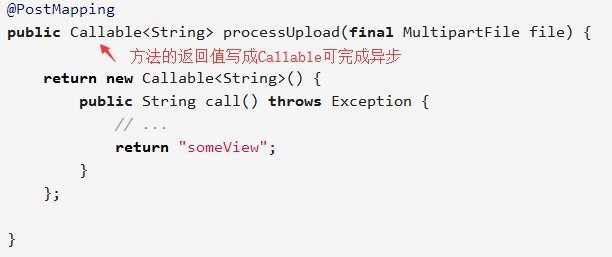 @PostMapping
public Callable<String> processUpload(final MultipartFile file) {
方法的返回值写成Callable可完成异步
return new Callable<String>() {
public String call() throws Exception {
// ...
return "someView";
}
};
}